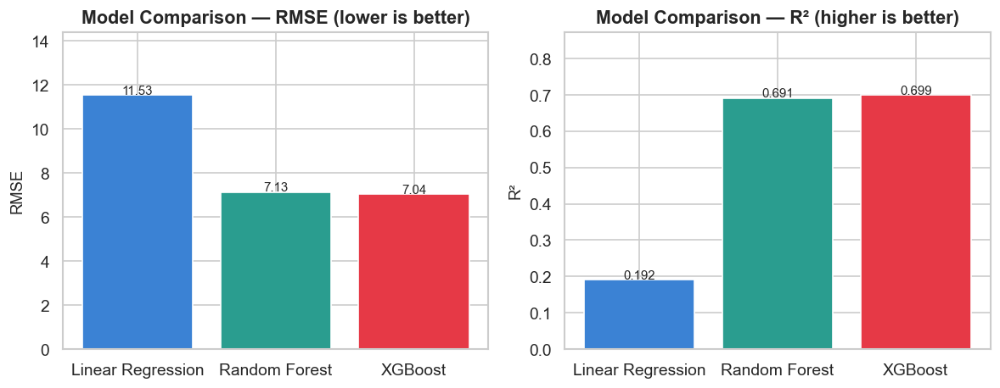 Model Comparison — RMSE (lower is better)
RMSE
14
12
10
8
6
4
2
0
11.53
7.13
7.04
Linear Regression
Random Forest
XGBoost
Model Comparison — R² (higher is better)
R²
0.8
0.7
0.6
0.5
0.4
0.3
0.2
0.1
0.0
0.192
0.691
0.699
Linear Regression
Random Forest
XGBoost